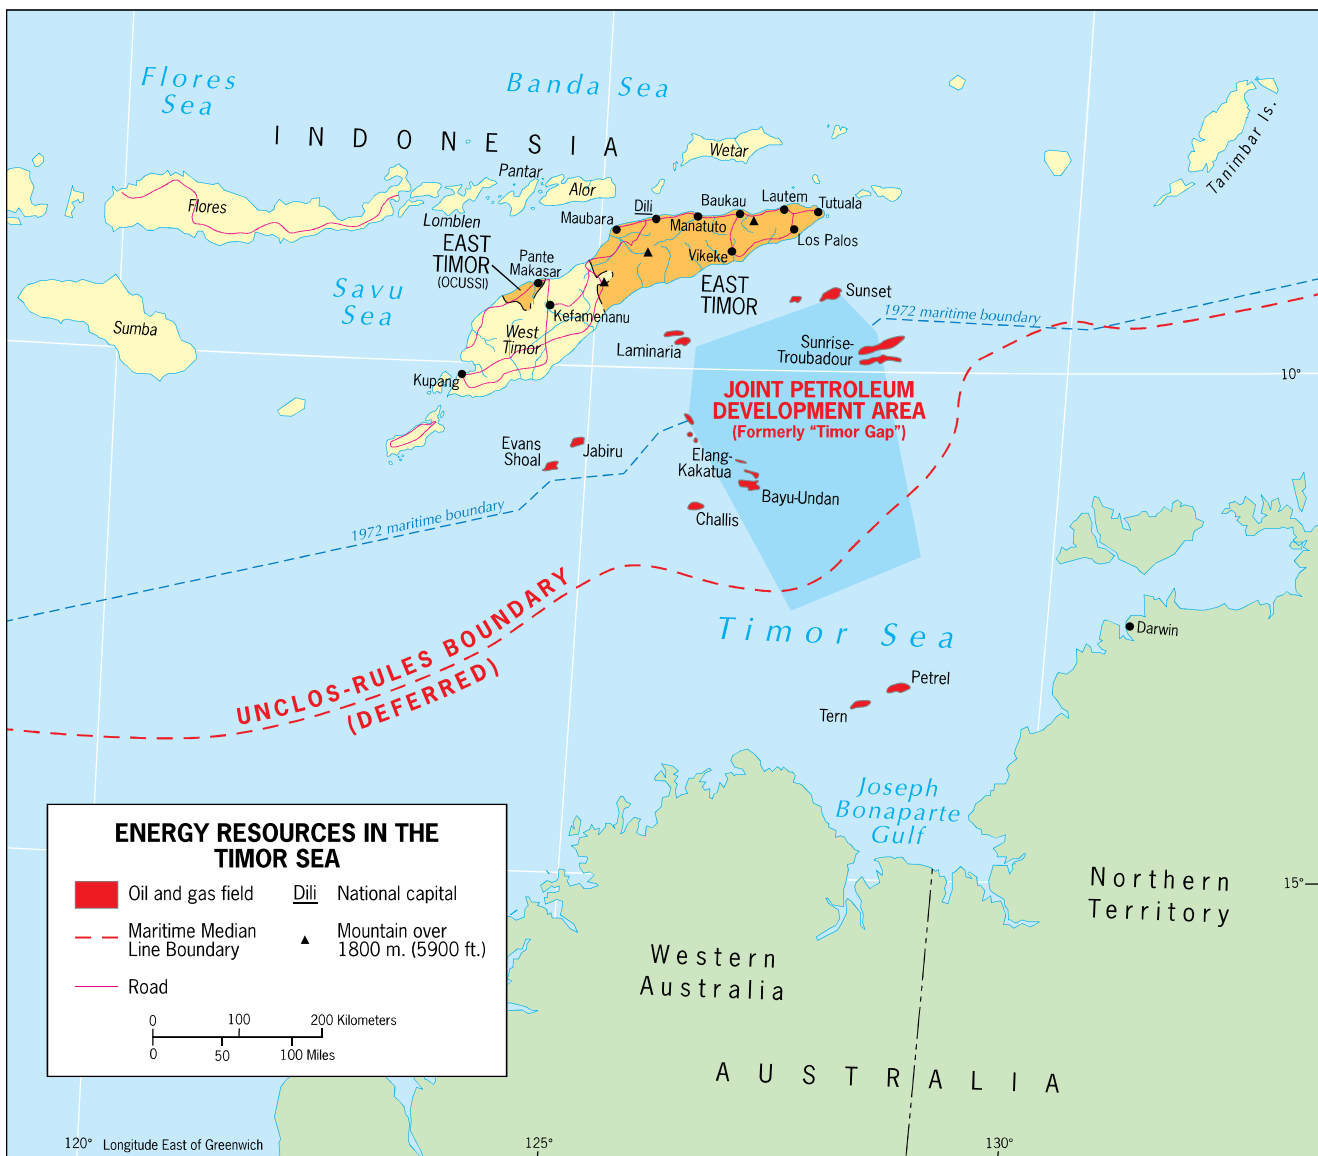 Flores
Sea
Banda Sea
INDONESIA
Wetar
Tanimbar Is.
Pantar
Alor
Flores
Lomblen
Maubara
Dili
Manatuto
Baukau
Lautem
Tutuala
Los Palos
Vikeke
EAST
TIMOR
(OCUSSI)
Pante
Makasar
EAST
TIMOR
Savu
Sea
Sumba
Kefamenanu
West
Timor
Kupang
Sunset
1972 maritime boundary
Laminaria
Sunrise-
Troubadour
10°
JOINT PETROLEUM
DEVELOPMENT AREA
(Formerly “Timor Gap”)
Evans
Shoal
Jabiru
Elang-
Kakatua
Bayu-Undan
Challis
1972 maritime boundary
UNCLOS-RULES BOUNDARY
(DEFERRED)
Timor Sea
Darwin
Petrel
Tern
Joseph
Bonaparte
Gulf
Northern
Territory
15°
Western
Australia
AUSTRALIA
ENERGY RESOURCES IN THE
TIMOR SEA
Oil and gas field
Dili National capital
Maritime Median
Line Boundary
Mountain over
1800 m. (5900 ft.)
Road
0 100 200 Kilometers
0 50 100 Miles
120° Longitude East of Greenwich 125° 130°